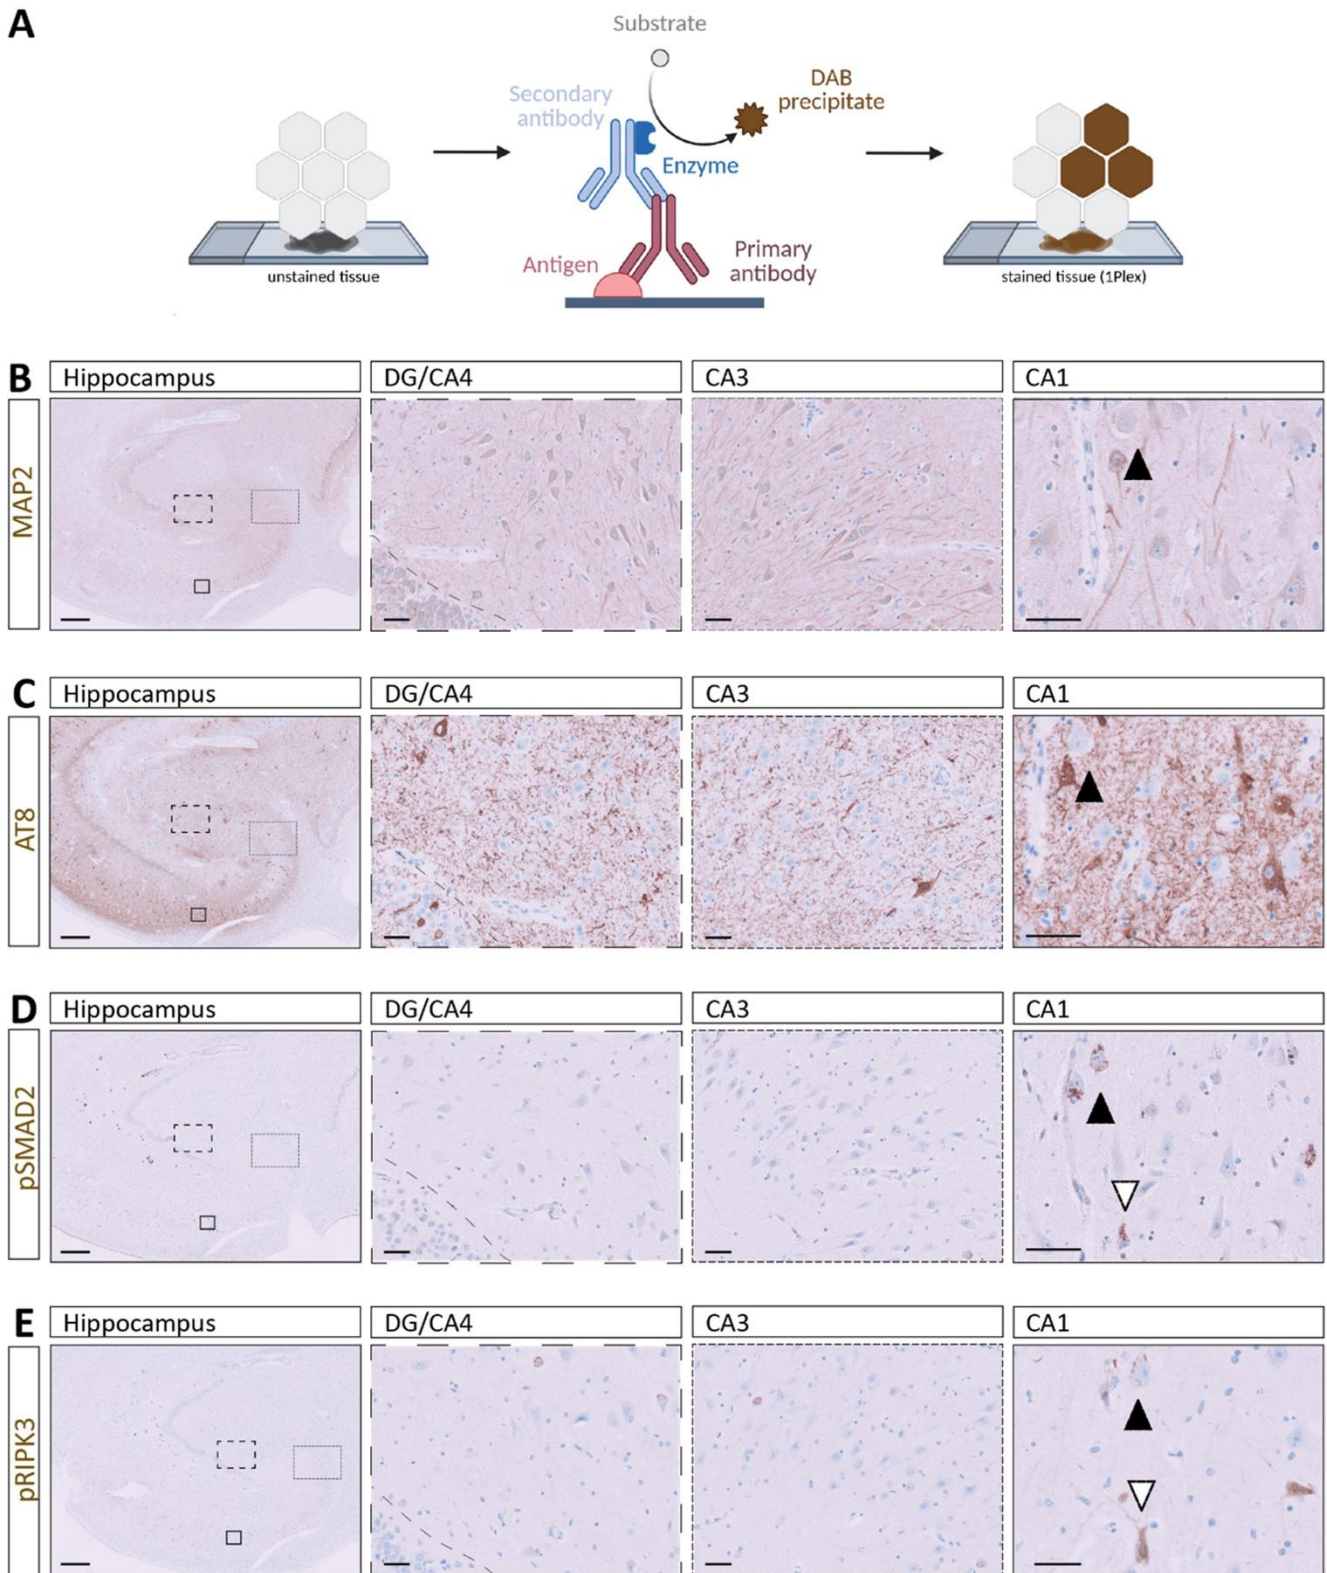 A
Substrate
Secondary
antibody
DAB
precipitate
Enzyme
Antigen
Primary
antibody
unstained tissue
stained tissue (1Plex)
B
Hippocampus
DG/CA4
CA3
CA1
MAP2
C
Hippocampus
DG/CA4
CA3
CA1
AT8
D
Hippocampus
DG/CA4
CA3
CA1
pSMAD2
E
Hippocampus
DG/CA4
CA3
CA1
pRIPK3